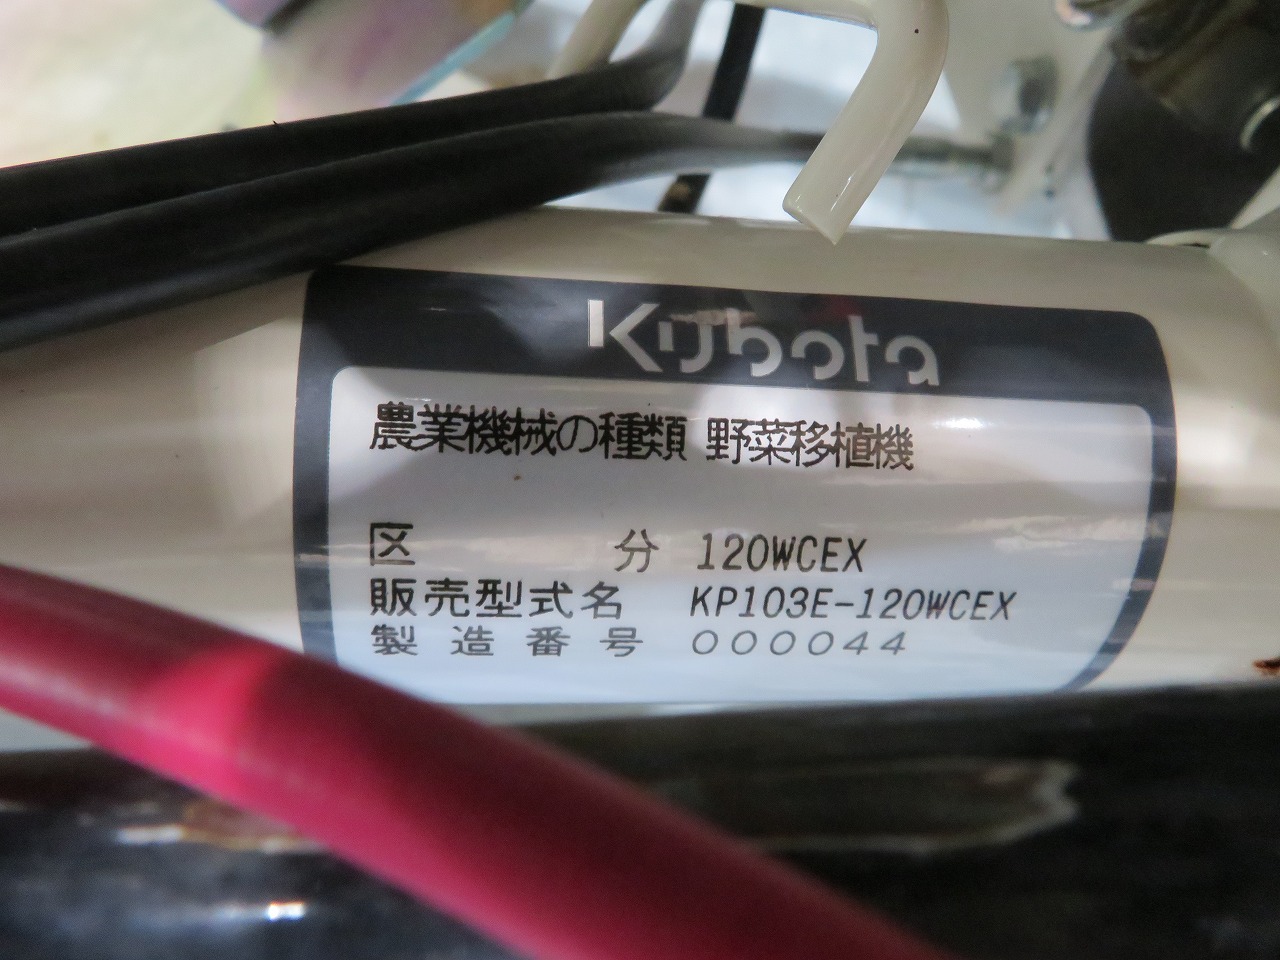 Kubota
農業機械の種類 野菜移植機
区分 120WCEX
販売型式名 KP103E-120WCEX
製造番号 000044